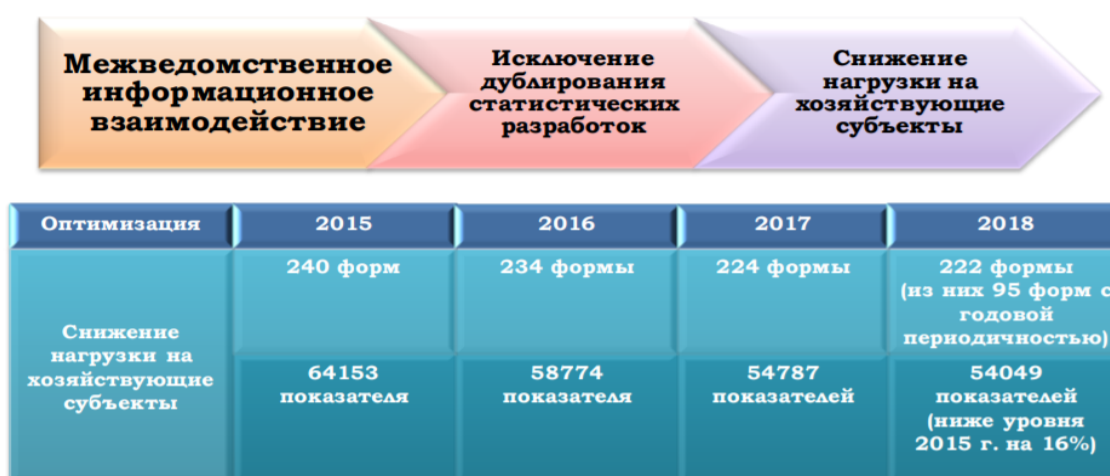 Межведомственное
информационное
взаимодействие
Исключение
дублирования
статистических
разработок
Снижение
нагрузки на
хозяйствующие
субъекты
Оптимизация
2015
2016
2017
2018
Снижение
нагрузки на
хозяйствующие
субъекты
240 форм
234 формы
224 формы
222 формы
(из них 95 форм с
годовой
периодичностью)
64153
показателя
58774
показателя
54787
показателей
54049
показателей
(ниже уровня
2015 г. на 16%)